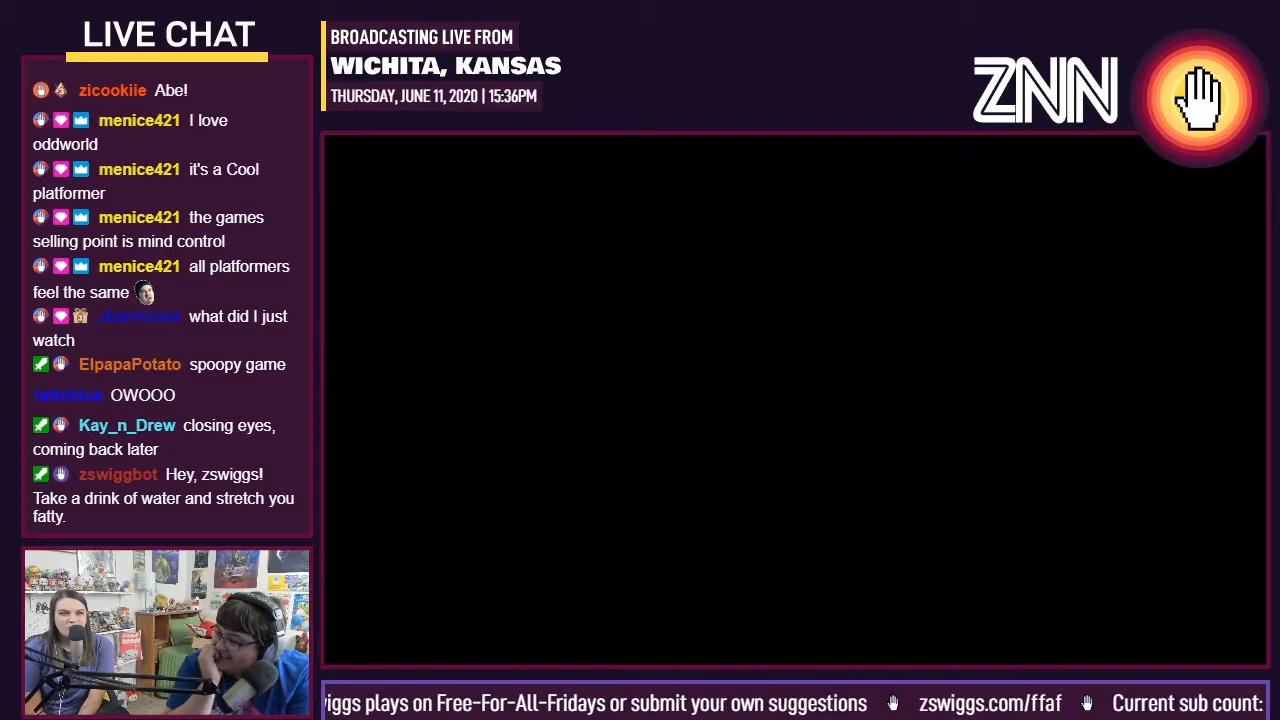 LIVE CHAT
zicookiie Abe!
menice421 I love
oddworld
menice421 it's a Cool
platformer
menice421 the games
selling point is mind control
menice421 all platformers
feel the same
what did I just
watch
ElpapaPotato spoopy game
tattoblue OWOOO
Kay_n_Drew closing eyes,
coming back later
zswiggbot Hey, zswiggs!
Take a drink of water and stretch you
fatty.
BROADCASTING LIVE FROM
WICHITA, KANSAS
THURSDAY, JUNE 11, 2020 | 15:36PM
ZNN
wiggs plays on Free-For-All-Fridays or submit your own suggestions
zswiggs.com/ffaf
Current sub count: